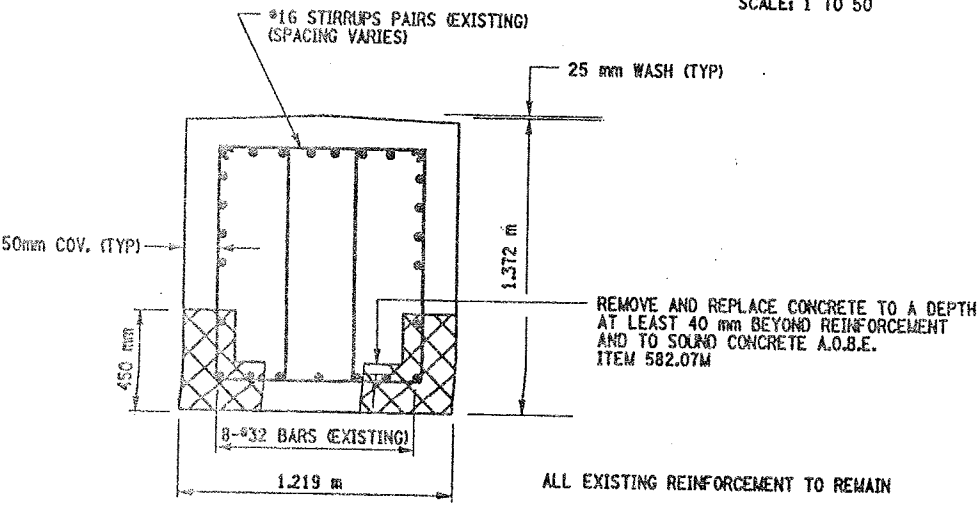 SCALE: 1 TO 50
#16 STIRRUPS PAIRS (EXISTING)
(SPACING VARIES)
25 mm WASH (TYP)
50mm COV. (TYP)
1.372 m
REMOVE AND REPLACE CONCRETE TO A DEPTH
AT LEAST 40 mm BEYOND REINFORCEMENT
AND TO SOUND CONCRETE A.O.B.E.
ITEM 582.07M
450 mm
8-#32 BARS (EXISTING)
1.219 m
ALL EXISTING REINFORCEMENT TO REMAIN